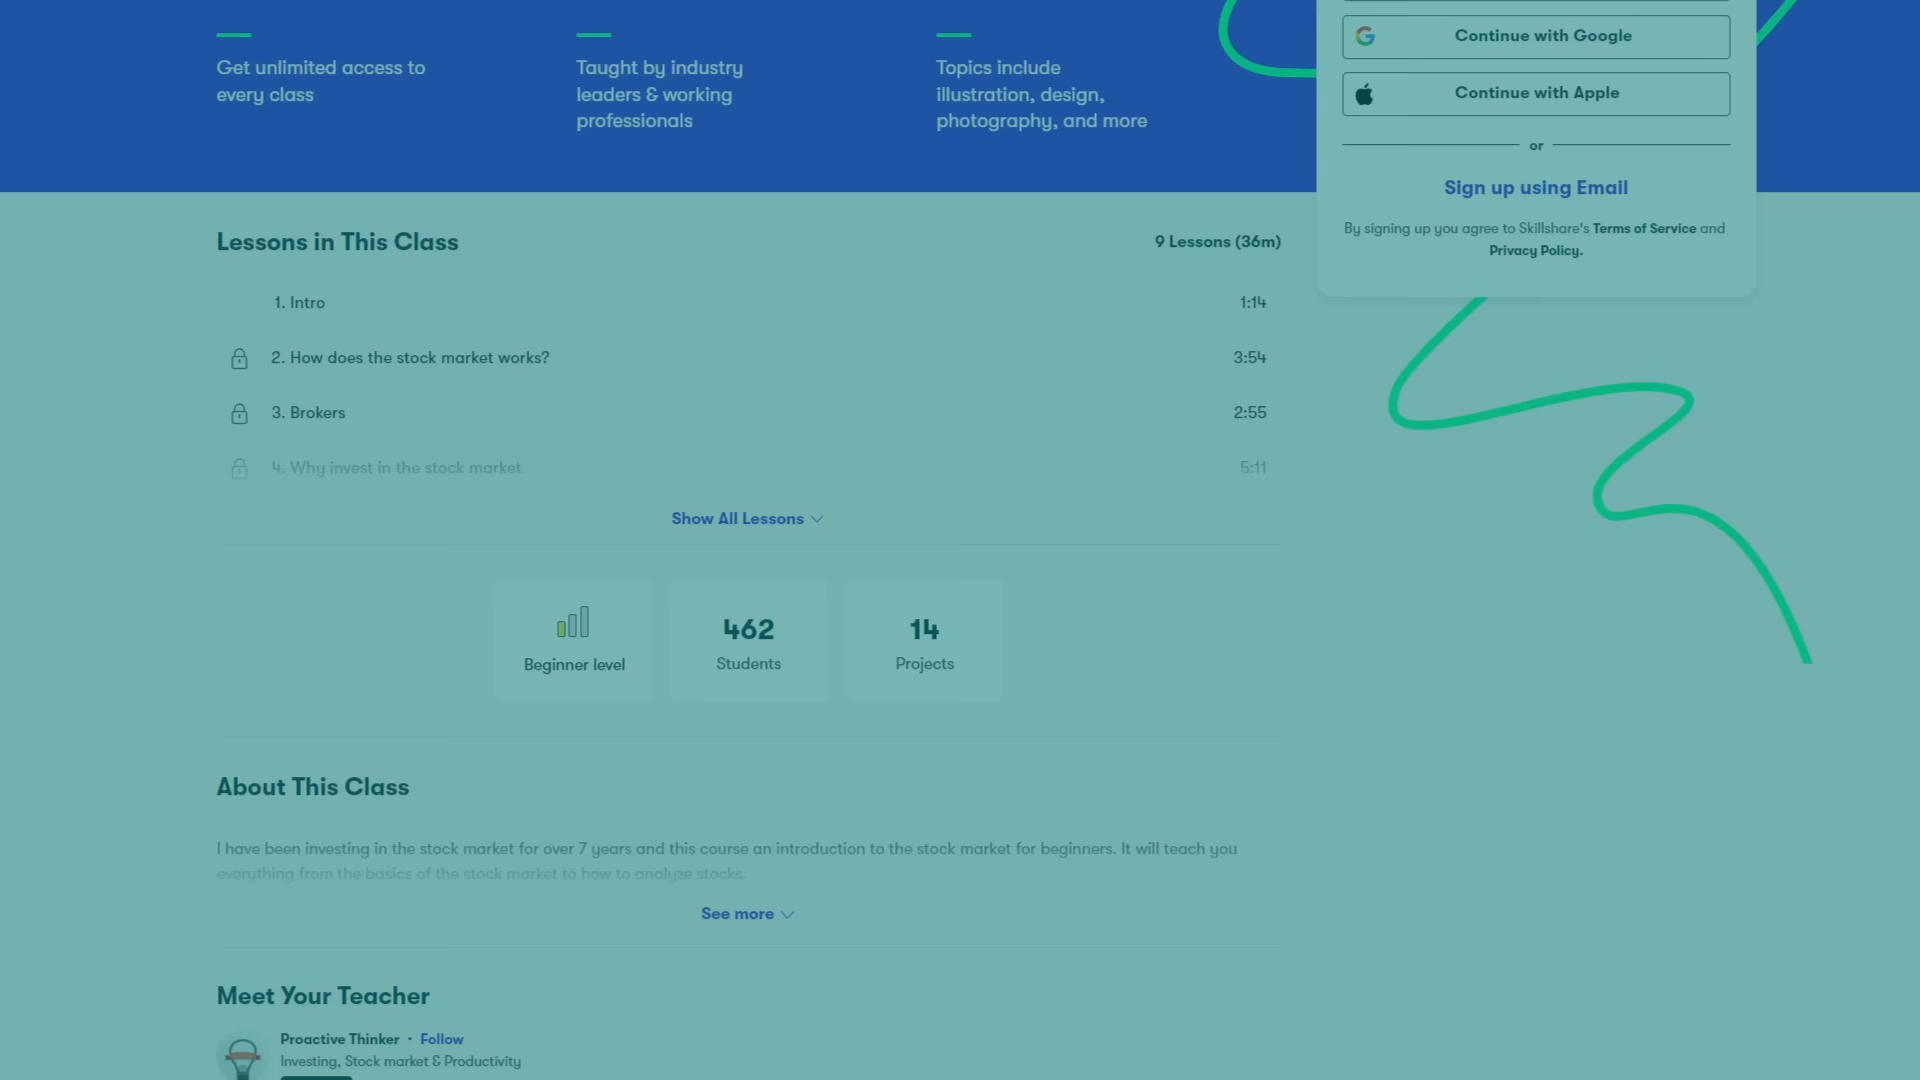 Get unlimited access to
every class
Taught by industry
leaders & working
professionals
Topics include
illustration, design,
photography, and more
Continue with Google
Continue with Apple
or
Sign up using Email
By signing up you agree to Skillshare's Terms of Service and
Privacy Policy.
Lessons in This Class
9 Lessons (36m)
1. Intro 1:14
2. How does the stock market works? 3:54
3. Brokers 2:55
4. Why invest in the stock market 5:11
Show All Lessons
Beginner level
462
Students
14
Projects
About This Class
I have been investing in the stock market for over 7 years and this course an introduction to the stock market for beginners. It will teach you
everything from the basics of the stock market to how to analyze stocks.
See more
Meet Your Teacher
Proactive Thinker · Follow
Investing, Stock market & Productivity